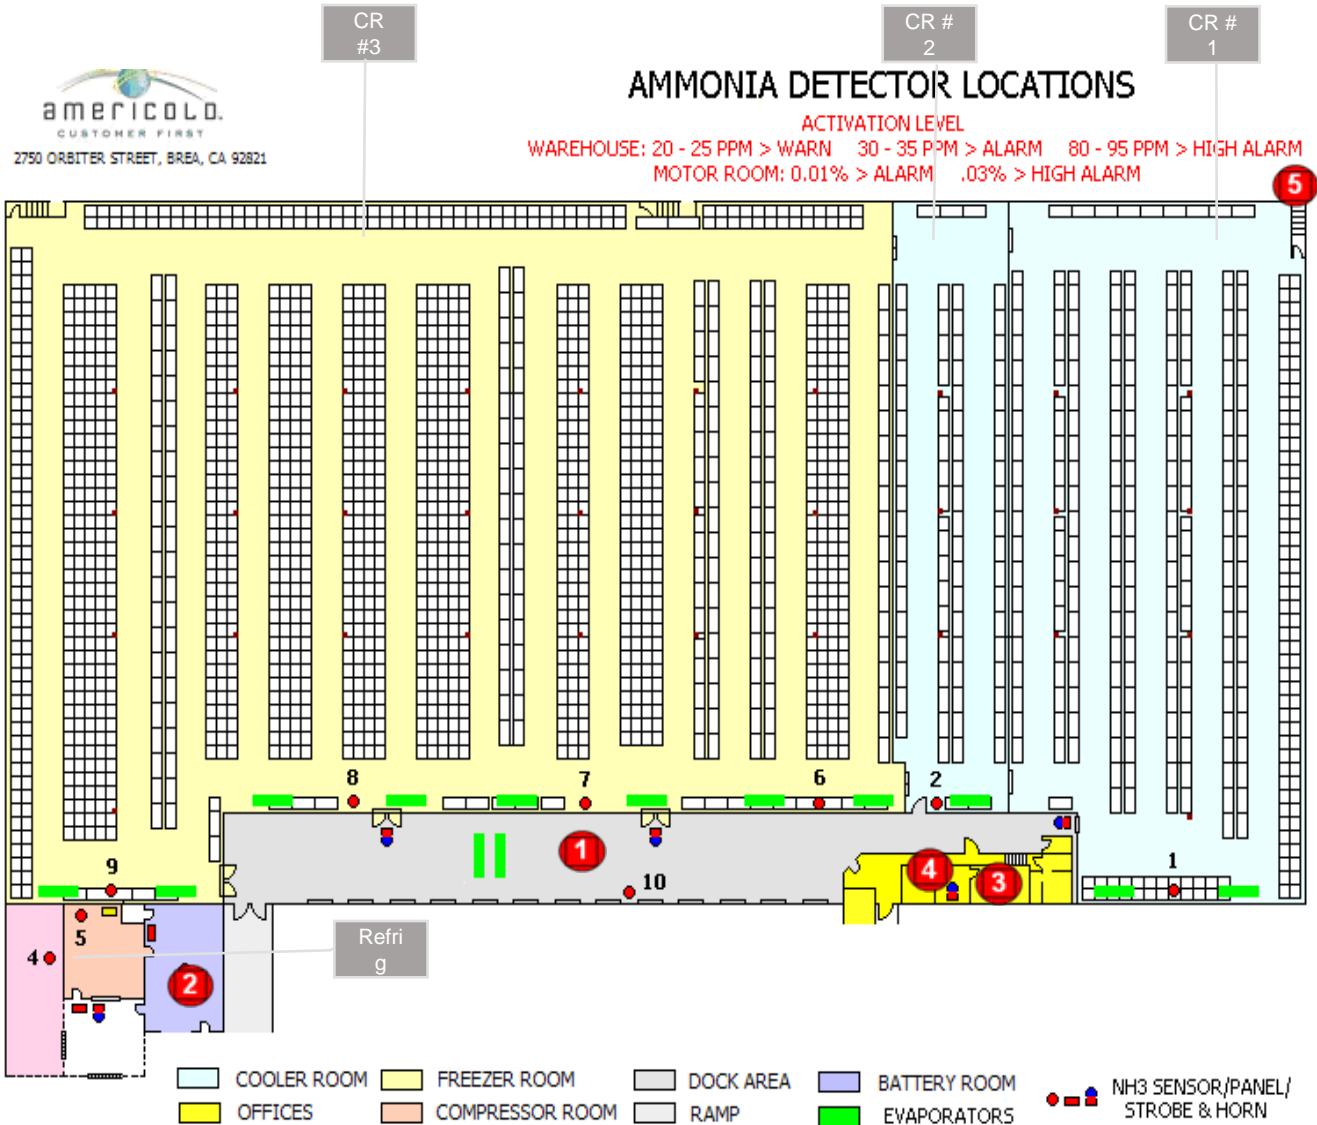 CR
#3
CR #
2
CR #
1
americold.
CUSTOMER FIRST
2750 ORBITER STREET, BREA, CA 92821
AMMONIA DETECTOR LOCATIONS
ACTIVATION LEVEL
WAREHOUSE: 20 - 25 PPM > WARN 30 - 35 PPM > ALARM 80 - 95 PPM > HIGH ALARM
MOTOR ROOM: 0.01% > ALARM .03% > HIGH ALARM
5
8
7
6
2
1
4
3
9
10
1
Refri
g
5
4
2
COOLER ROOM
FREEZER ROOM
DOCK AREA
BATTERY ROOM
NH3 SENSOR/PANEL/
STROBE & HORN
OFFICES
COMPRESSOR ROOM
RAMP
EVAPORATORS